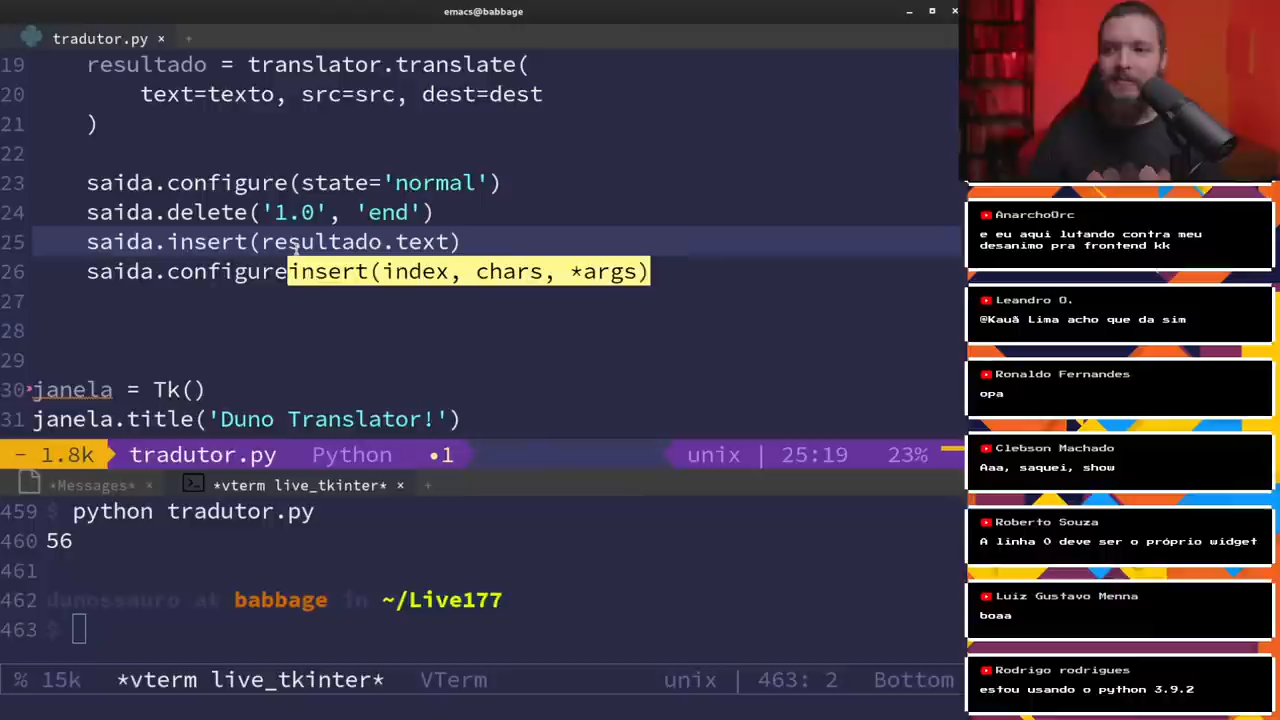 emacs@babbage
tradutor.py × +
19 resultado = translator.translate(
20 text=texto, src=src, dest=dest
21 )
22
23 saida.configure(state='normal')
24 saida.delete('1.0', 'end')
25 saida.insert(resultado.text)
26 saida.configureinsert(index, chars, *args)
27
28
29
30 janela = Tk()
31 janela.title('Duno Translator!')
- 1.8k tradutor.py Python •1 unix | 25:19 23%
*Messages* × *vterm live_tkinter* × +
459 $ python tradutor.py
460 56
461
462 dunossauro at babbage in ~/Live177
463 $
% 15k *vterm live_tkinter* VTerm unix | 463: 2 Bottom
AnarchoOrc
e eu aqui lutando contra meu
desanimo pra frontend kk
Leandro O.
@Kauã Lima acho que da sim
Ronaldo Fernandes
opa
Clebson Machado
Aaa, saquei, show
Roberto Souza
A linha 0 deve ser o próprio widget
Luiz Gustavo Menna
boaa
Rodrigo rodrigues
estou usando o python 3.9.2